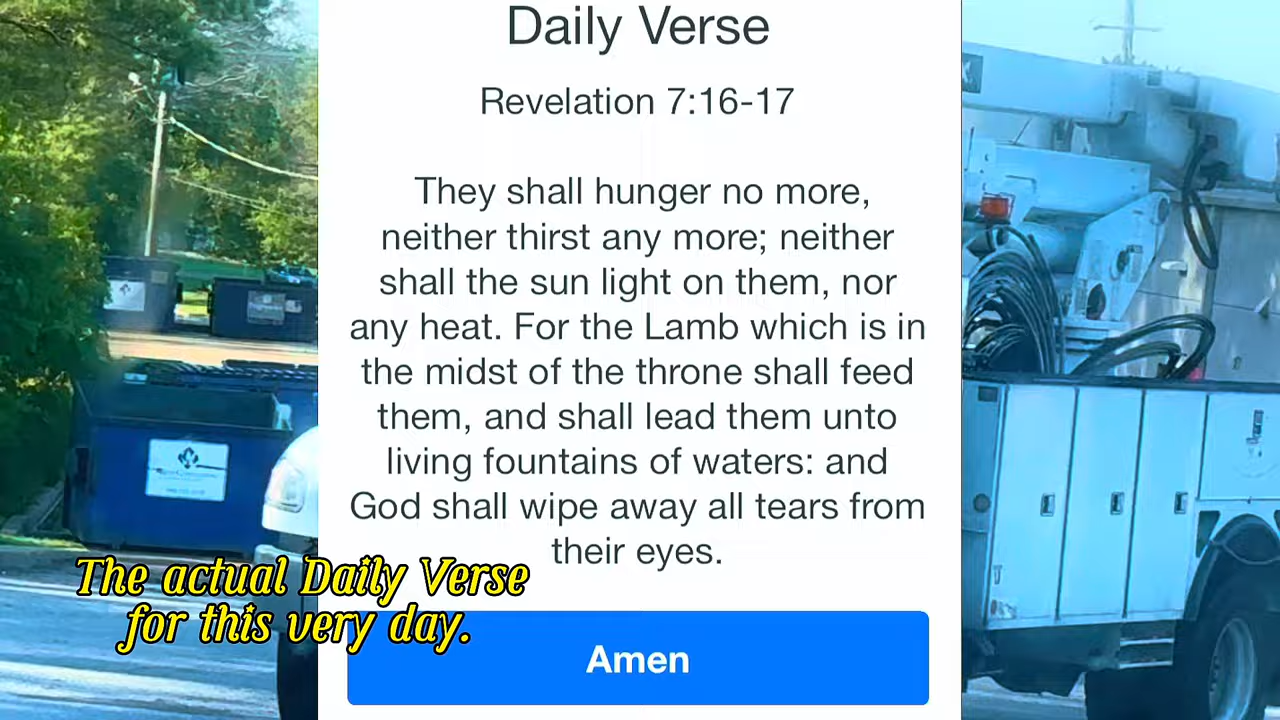 Daily Verse
Revelation 7:16-17
They shall hunger no more,
neither thirst any more; neither
shall the sun light on them, nor
any heat. For the Lamb which is in
the midst of the throne shall feed
them, and shall lead them unto
living fountains of waters: and
God shall wipe away all tears from
their eyes.
The actual Daily Verse
for this very day.
Amen